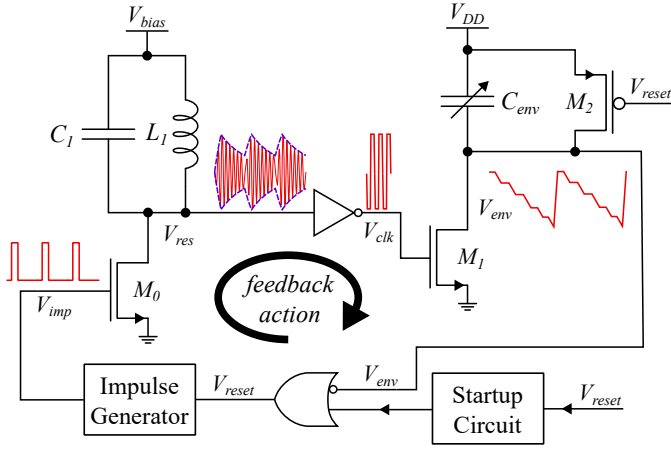 V_bias
V_DD
C_1
L_1
C_env
M_2
V_reset
V_res
V_clk
V_env
M_1
V_imp
M_0
feedback
action
Impulse
Generator
V_reset
V_env
Startup
Circuit
V_reset